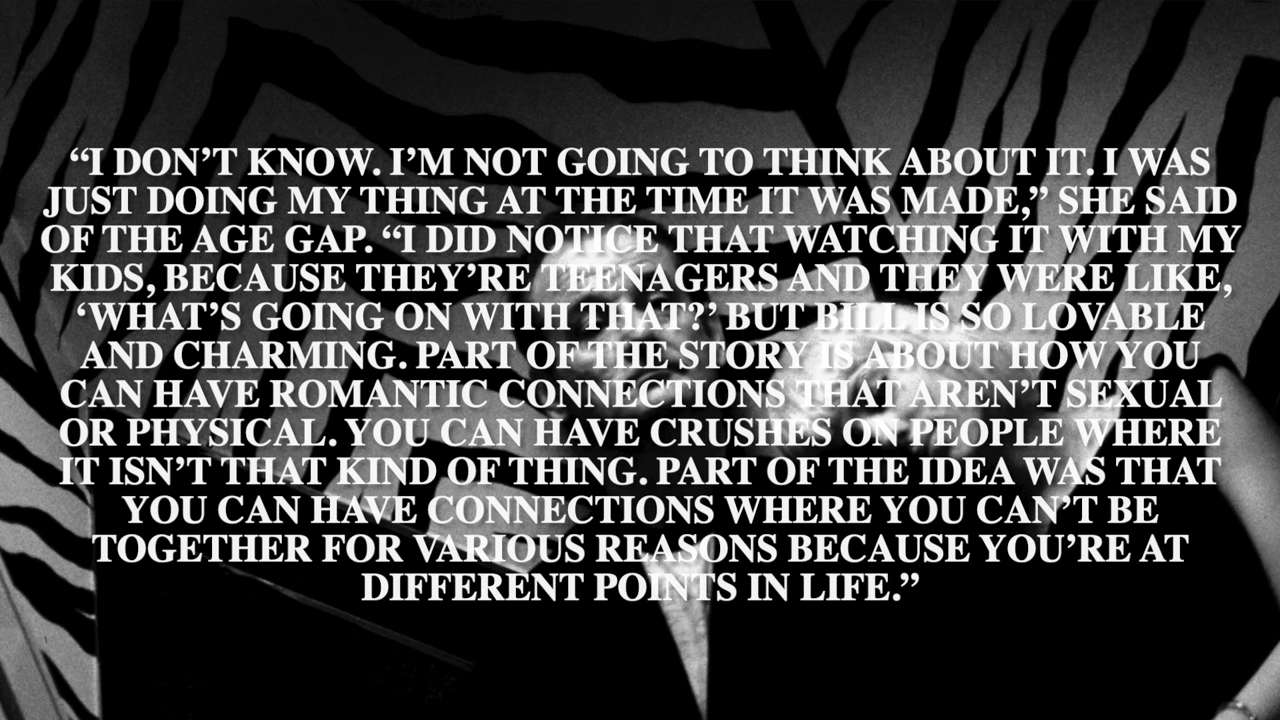 “I DON’T KNOW. I’M NOT GOING TO THINK ABOUT IT. I WAS
JUST DOING MY THING AT THE TIME IT WAS MADE,” SHE SAID
OF THE AGE GAP. “I DID NOTICE THAT WATCHING IT WITH MY
KIDS, BECAUSE THEY’RE TEENAGERS AND THEY WERE LIKE,
‘WHAT’S GOING ON WITH THAT?’ BUT BILL IS SO LOVABLE
AND CHARMING. PART OF THE STORY IS ABOUT HOW YOU
CAN HAVE ROMANTIC CONNECTIONS THAT AREN’T SEXUAL
OR PHYSICAL. YOU CAN HAVE CRUSHES ON PEOPLE WHERE
IT ISN’T THAT KIND OF THING. PART OF THE IDEA WAS THAT
YOU CAN HAVE CONNECTIONS WHERE YOU CAN’T BE
TOGETHER FOR VARIOUS REASONS BECAUSE YOU’RE AT
DIFFERENT POINTS IN LIFE.”